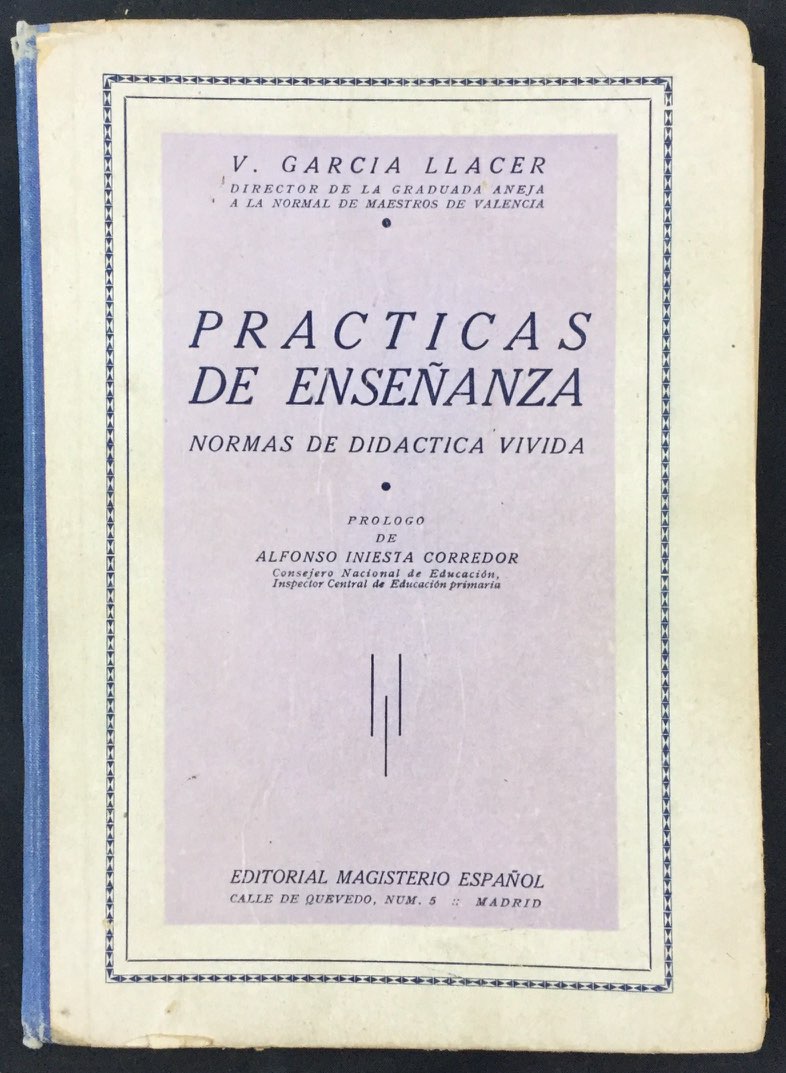 V. GARCIA LLACER
DIRECTOR DE LA GRADUADA ANEJA
A LA NORMAL DE MAESTROS DE VALENCIA
PRACTICAS
DE ENSEÑANZA
NORMAS DE DIDACTICA VIVIDA
PROLOGO
DE
ALFONSO INIESTA CORREDOR
Consejero Nacional de Educación,
Inspector Central de Educación primaria
EDITORIAL MAGISTERIO ESPAÑOL
CALLE DE QUEVEDO, NUM. 5 :: MADRID